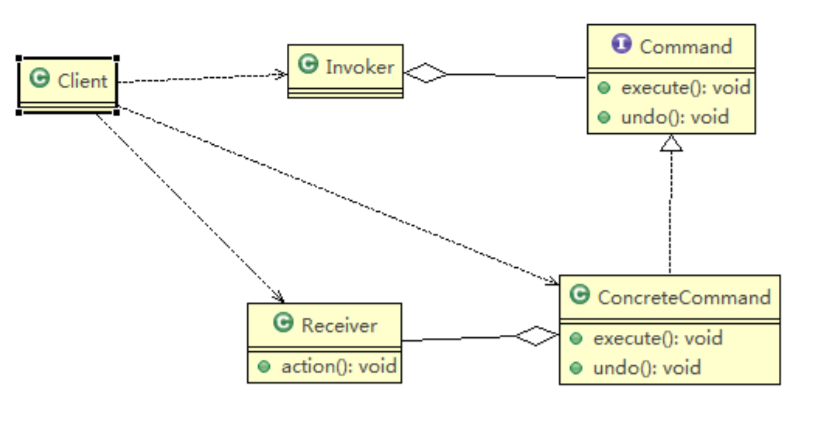 C Client
C Invoker
I Command
execute(): void
undo(): void
C Receiver
action(): void
C ConcreteCommand
execute(): void
undo(): void